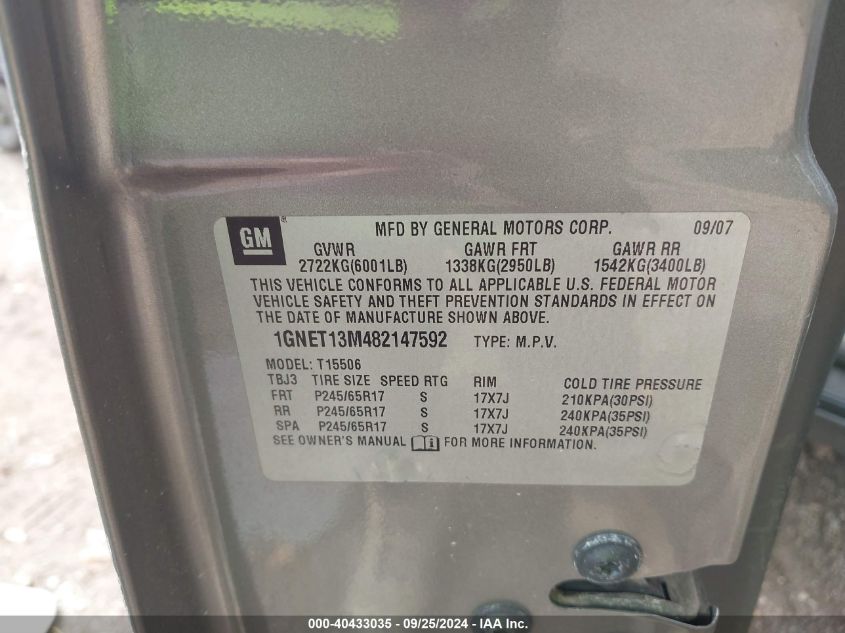 GM ® MFD BY GENERAL MOTORS CORP. 09/07
GVWR GAWR FRT GAWR RR
2722KG(6001LB) 1338KG(2950LB) 1542KG(3400LB)
THIS VEHICLE CONFORMS TO ALL APPLICABLE U.S. FEDERAL MOTOR
VEHICLE SAFETY AND THEFT PREVENTION STANDARDS IN EFFECT ON
THE DATE OF MANUFACTURE SHOWN ABOVE.
1GNET13M482147592 TYPE: M.P.V.
MODEL: T15506
TBJ3 TIRE SIZE SPEED RTG RIM COLD TIRE PRESSURE
FRT P245/65R17 S 17X7J 210KPA(30PSI)
RR P245/65R17 S 17X7J 240KPA(35PSI)
SPA P245/65R17 S 17X7J 240KPA(35PSI)
SEE OWNER'S MANUAL FOR MORE INFORMATION.
000-40433035 - 09/25/2024 - IAA Inc.